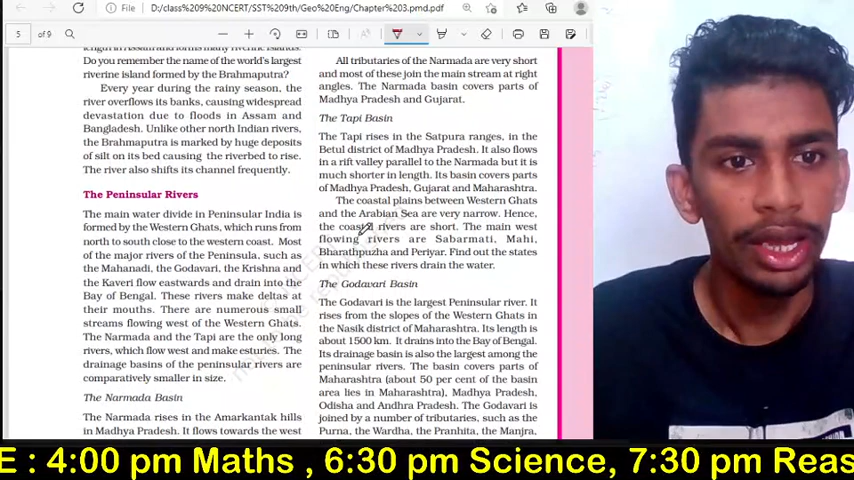 File
D:/class%209%20NCERT/SST%209th/Geo%20Eng/Chapter%203.pmd.pdf
5
of 9
Do you remember the name of the world's largest
riverine island formed by the Brahmaputra?
Every year during the rainy season, the
river overflows its banks, causing widespread
devastation due to floods in Assam and
Bangladesh. Unlike other north Indian rivers,
the Brahmaputra is marked by huge deposits
of silt on its bed causing the riverbed to rise.
The river also shifts its channel frequently.
The Peninsular Rivers
The main water divide in Peninsular India is
formed by the Western Ghats, which runs from
north to south close to the western coast. Most
of the major rivers of the Peninsula, such as
the Mahanadi, the Godavari, the Krishna and
the Kaveri flow eastwards and drain into the
Bay of Bengal. These rivers make deltas at
their mouths. There are numerous small
streams flowing west of the Western Ghats.
The Narmada and the Tapi are the only long
rivers, which flow west and make esturies. The
drainage basins of the peninsular rivers are
comparatively smaller in size.
The Narmada Basin
The Narmada rises in the Amarkantak hills
in Madhya Pradesh. It flows towards the west
All tributaries of the Narmada are very short
and most of these join the main stream at right
angles. The Narmada basin covers parts of
Madhya Pradesh and Gujarat.
The Tapi Basin
The Tapi rises in the Satpura ranges, in the
Betul district of Madhya Pradesh. It also flows
in a rift valley parallel to the Narmada but it is
much shorter in length. Its basin covers parts
of Madhya Pradesh, Gujarat and Maharashtra.
The coastal plains between Western Ghats
and the Arabian Sea are very narrow. Hence,
the coastal rivers are short. The main west
flowing rivers are Sabarmati, Mahi,
Bharathpuzha and Periyar. Find out the states
in which these rivers drain the water.
The Godavari Basin
The Godavari is the largest Peninsular river. It
rises from the slopes of the Western Ghats in
the Nasik district of Maharashtra. Its length is
about 1500 km. It drains into the Bay of Bengal.
Its drainage basin is also the largest among the
peninsular rivers. The basin covers parts of
Maharashtra (about 50 per cent of the basin
area lies in Maharashtra), Madhya Pradesh,
Odisha and Andhra Pradesh. The Godavari is
joined by a number of tributaries, such as the
Purna, the Wardha, the Pranhita, the Manjra,
E : 4:00 pm Maths , 6:30 pm Science, 7:30 pm Reas